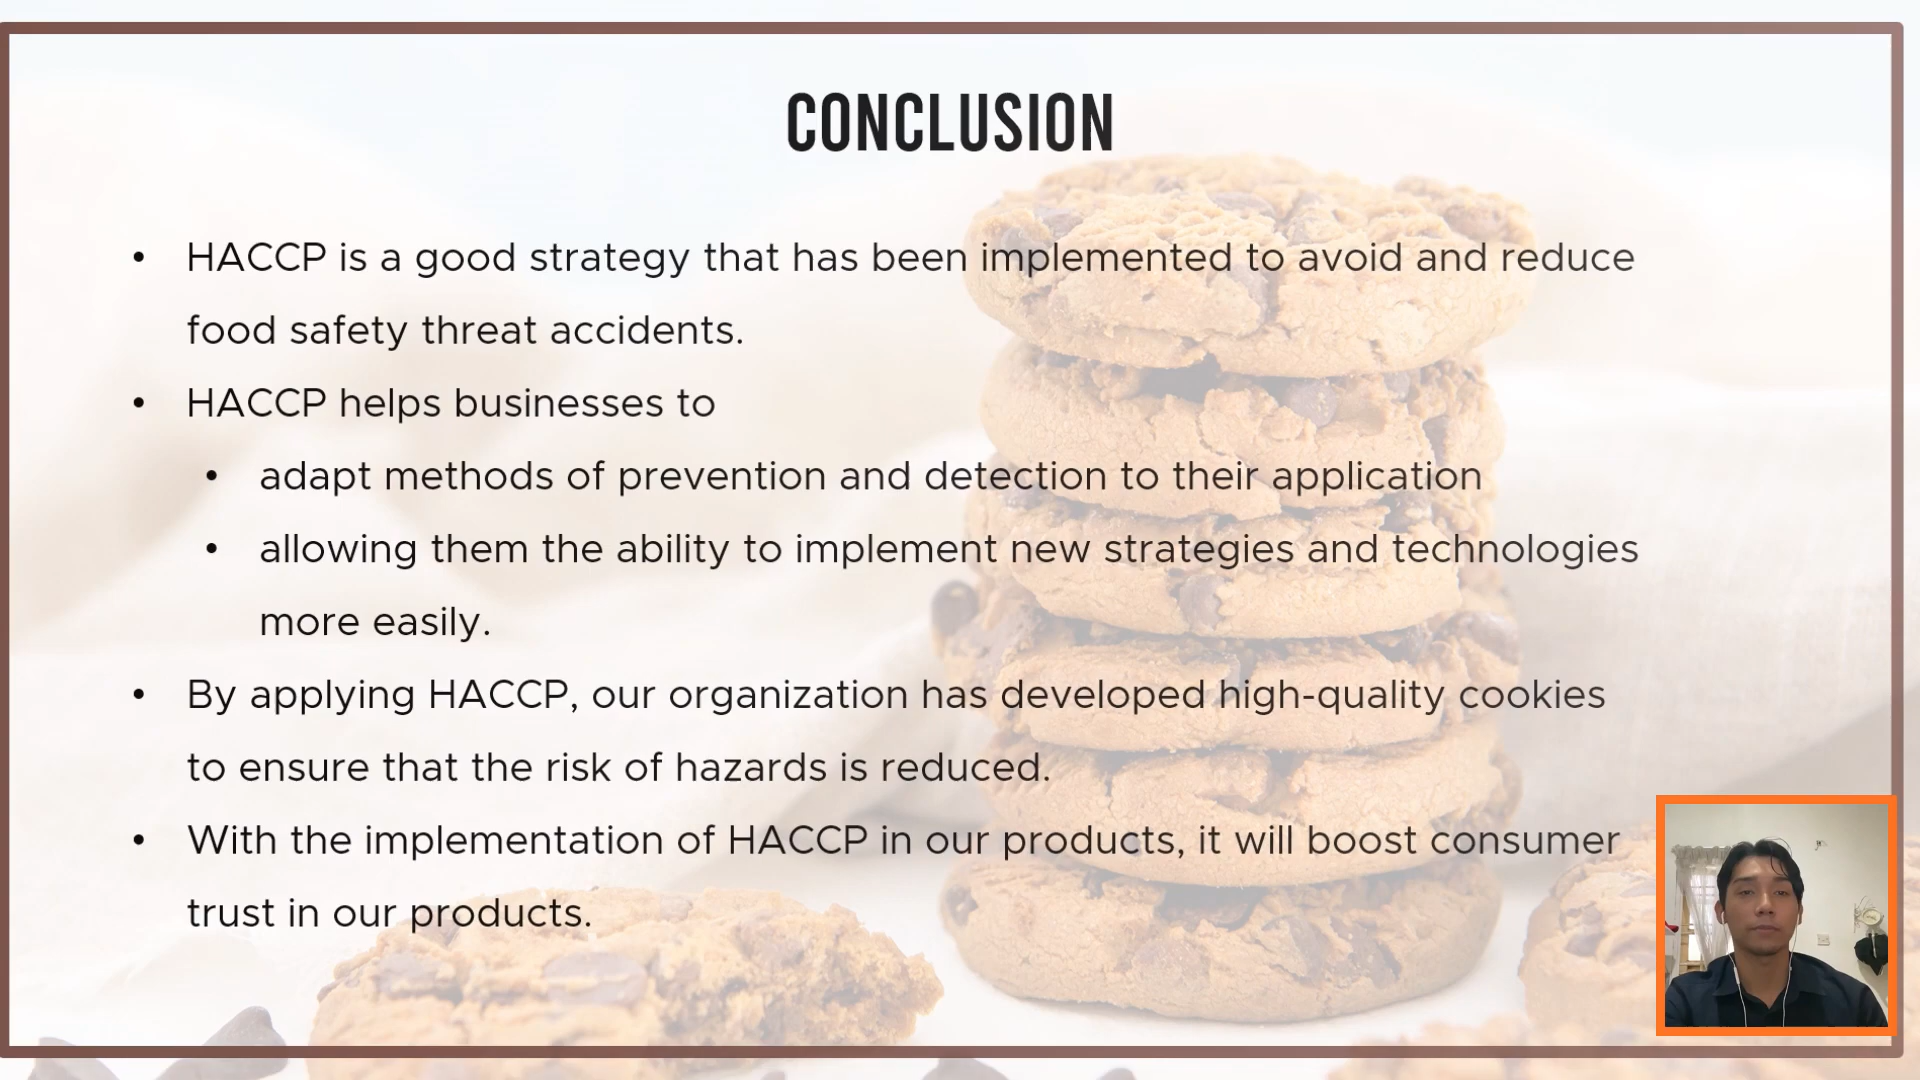 CONCLUSION
• HACCP is a good strategy that has been implemented to avoid and reduce
food safety threat accidents.
• HACCP helps businesses to
• adapt methods of prevention and detection to their application
• allowing them the ability to implement new strategies and technologies
more easily.
• By applying HACCP, our organization has developed high-quality cookies
to ensure that the risk of hazards is reduced.
• With the implementation of HACCP in our products, it will boost consumer
trust in our products.